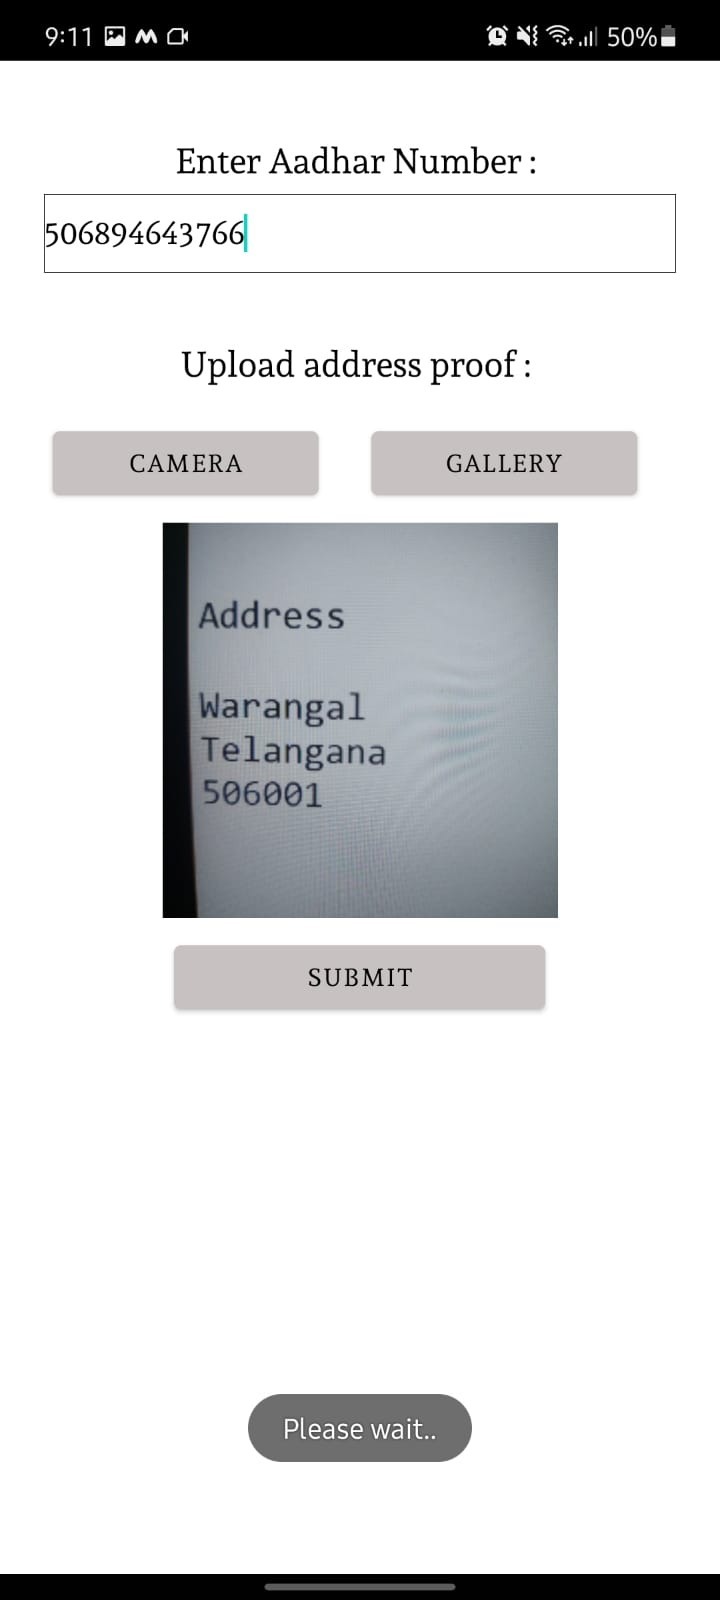 9:11 50%
Enter Aadhar Number :
506894643766
Upload address proof :
CAMERA GALLERY
Address
Warangal
Telangana
506001
SUBMIT
Please wait..